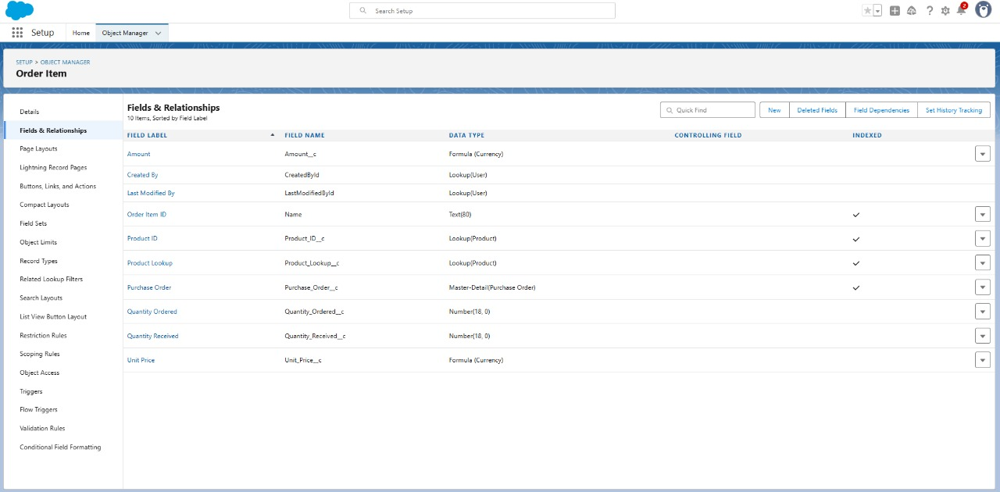 Search Setup
2
Setup Home Object Manager
SETUP > OBJECT MANAGER
Order Item
Details
Fields & Relationships
Page Layouts
Lightning Record Pages
Buttons, Links, and Actions
Compact Layouts
Field Sets
Object Limits
Record Types
Related Lookup Filters
Search Layouts
List View Button Layout
Restriction Rules
Scoping Rules
Object Access
Triggers
Flow Triggers
Validation Rules
Conditional Field Formatting
Fields & Relationships
10 Items, Sorted by Field Label
Quick Find New Deleted Fields Field Dependencies Set History Tracking
FIELD LABEL FIELD NAME DATA TYPE CONTROLLING FIELD INDEXED
Amount Amount__c Formula (Currency)
Created By CreatedById Lookup(User)
Last Modified By LastModifiedById Lookup(User)
Order Item ID Name Text(80)
Product ID Product_ID__c Lookup(Product)
Product Lookup Product_Lookup__c Lookup(Product)
Purchase Order Purchase_Order__c Master-Detail(Purchase Order)
Quantity Ordered Quantity_Ordered__c Number(18, 0)
Quantity Received Quantity_Received__c Number(18, 0)
Unit Price Unit_Price__c Formula (Currency)